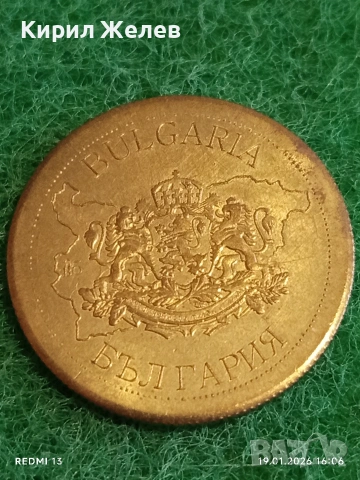 Кирил Желев
BULGARIA
БЪЛГАРИЯ
REDMI 13
19.01.2026 16:06